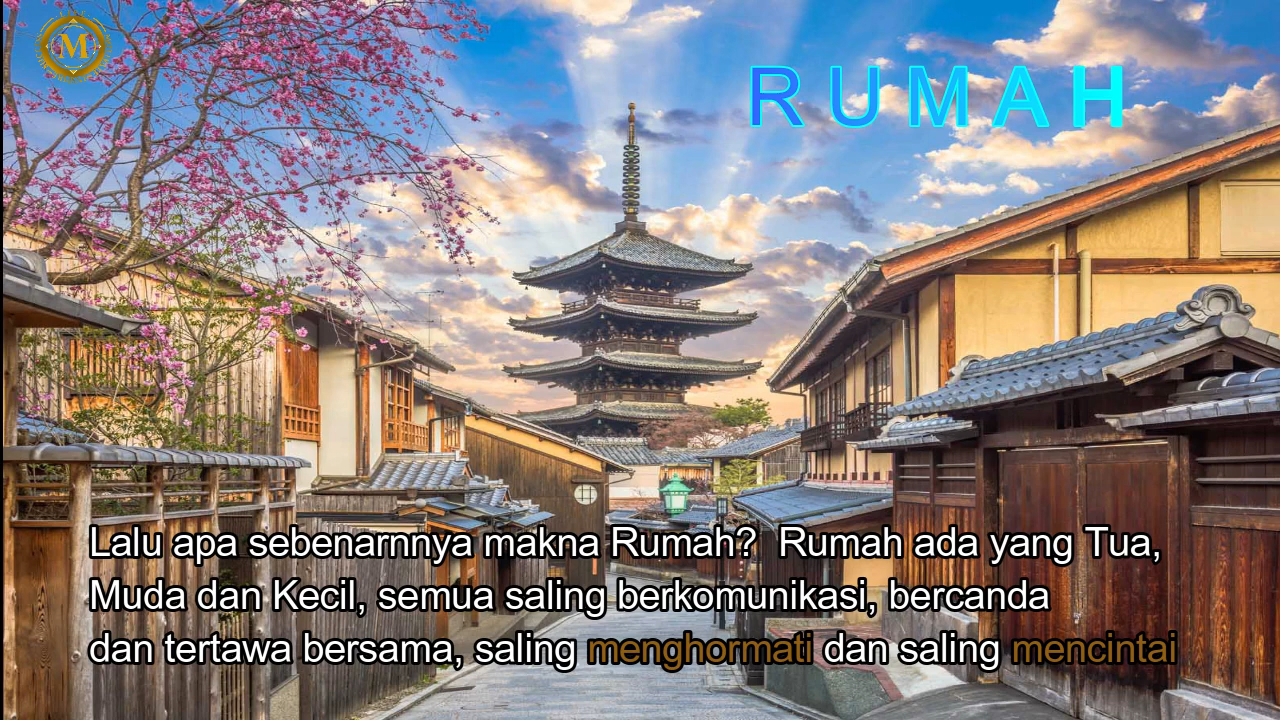 M
R U M A H
Lalu apa sebenarnnya makna Rumah?  Rumah ada yang Tua,
Muda dan Kecil, semua saling berkomunikasi, bercanda
dan tertawa bersama, saling menghormati dan saling mencintai